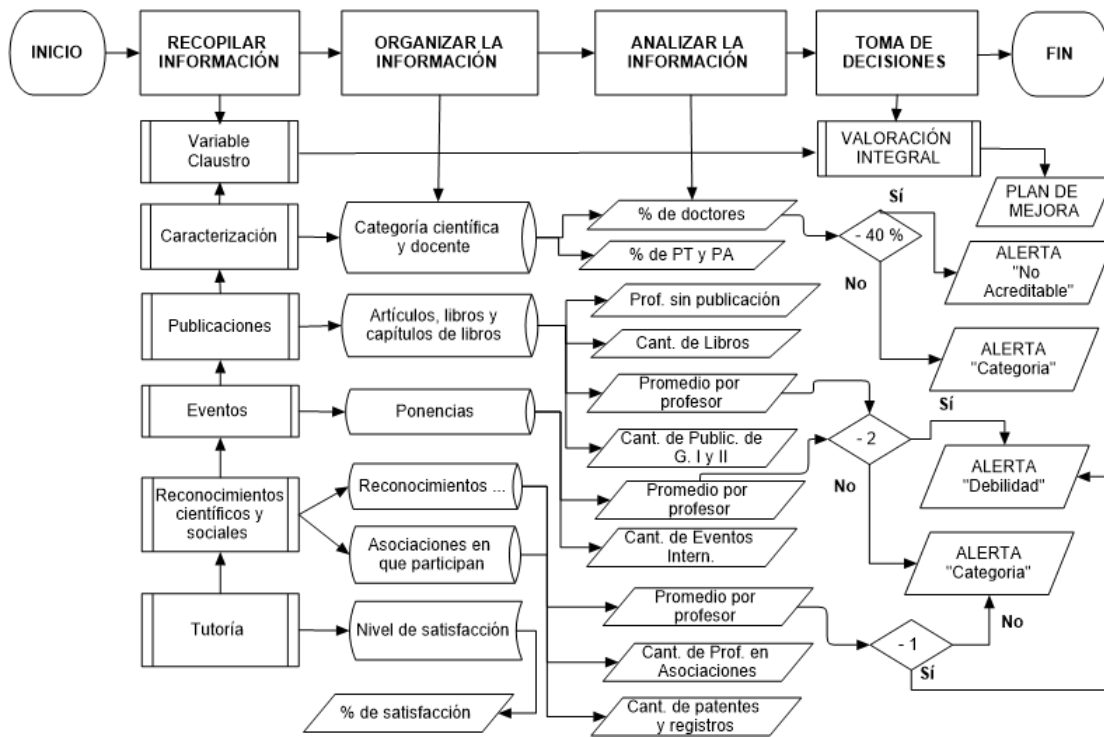 INICIO
RECOPILAR
INFORMACIÓN
ORGANIZAR LA
INFORMACIÓN
ANALIZAR LA
INFORMACIÓN
TOMA DE
DECISIONES
FIN
Variable
Claustro
VALORACIÓN
INTEGRAL
PLAN DE
MEJORA
Caracterización
Categoría científica
y docente
% de doctores
% de PT y PA
- 40 %
Sí
No
ALERTA
"No
Acreditable"
ALERTA
"Categoria"
Publicaciones
Artículos, libros y
capítulos de libros
Prof. sin publicación
Cant. de Libros
Promedio por
profesor
Cant. de Public. de
G. I y II
Eventos
Ponencias
Promedio por
profesor
Cant. de Eventos
Intern.
- 2
Sí
No
ALERTA
"Debilidad"
ALERTA
"Categoria"
Reconocimientos
científicos y
sociales
Reconocimientos ...
Asociaciones en
que participan
Promedio por
profesor
Cant. de Prof. en
Asociaciones
Cant. de patentes
y registros
- 1
No
Sí
Tutoría
Nivel de satisfacción
% de satisfacción